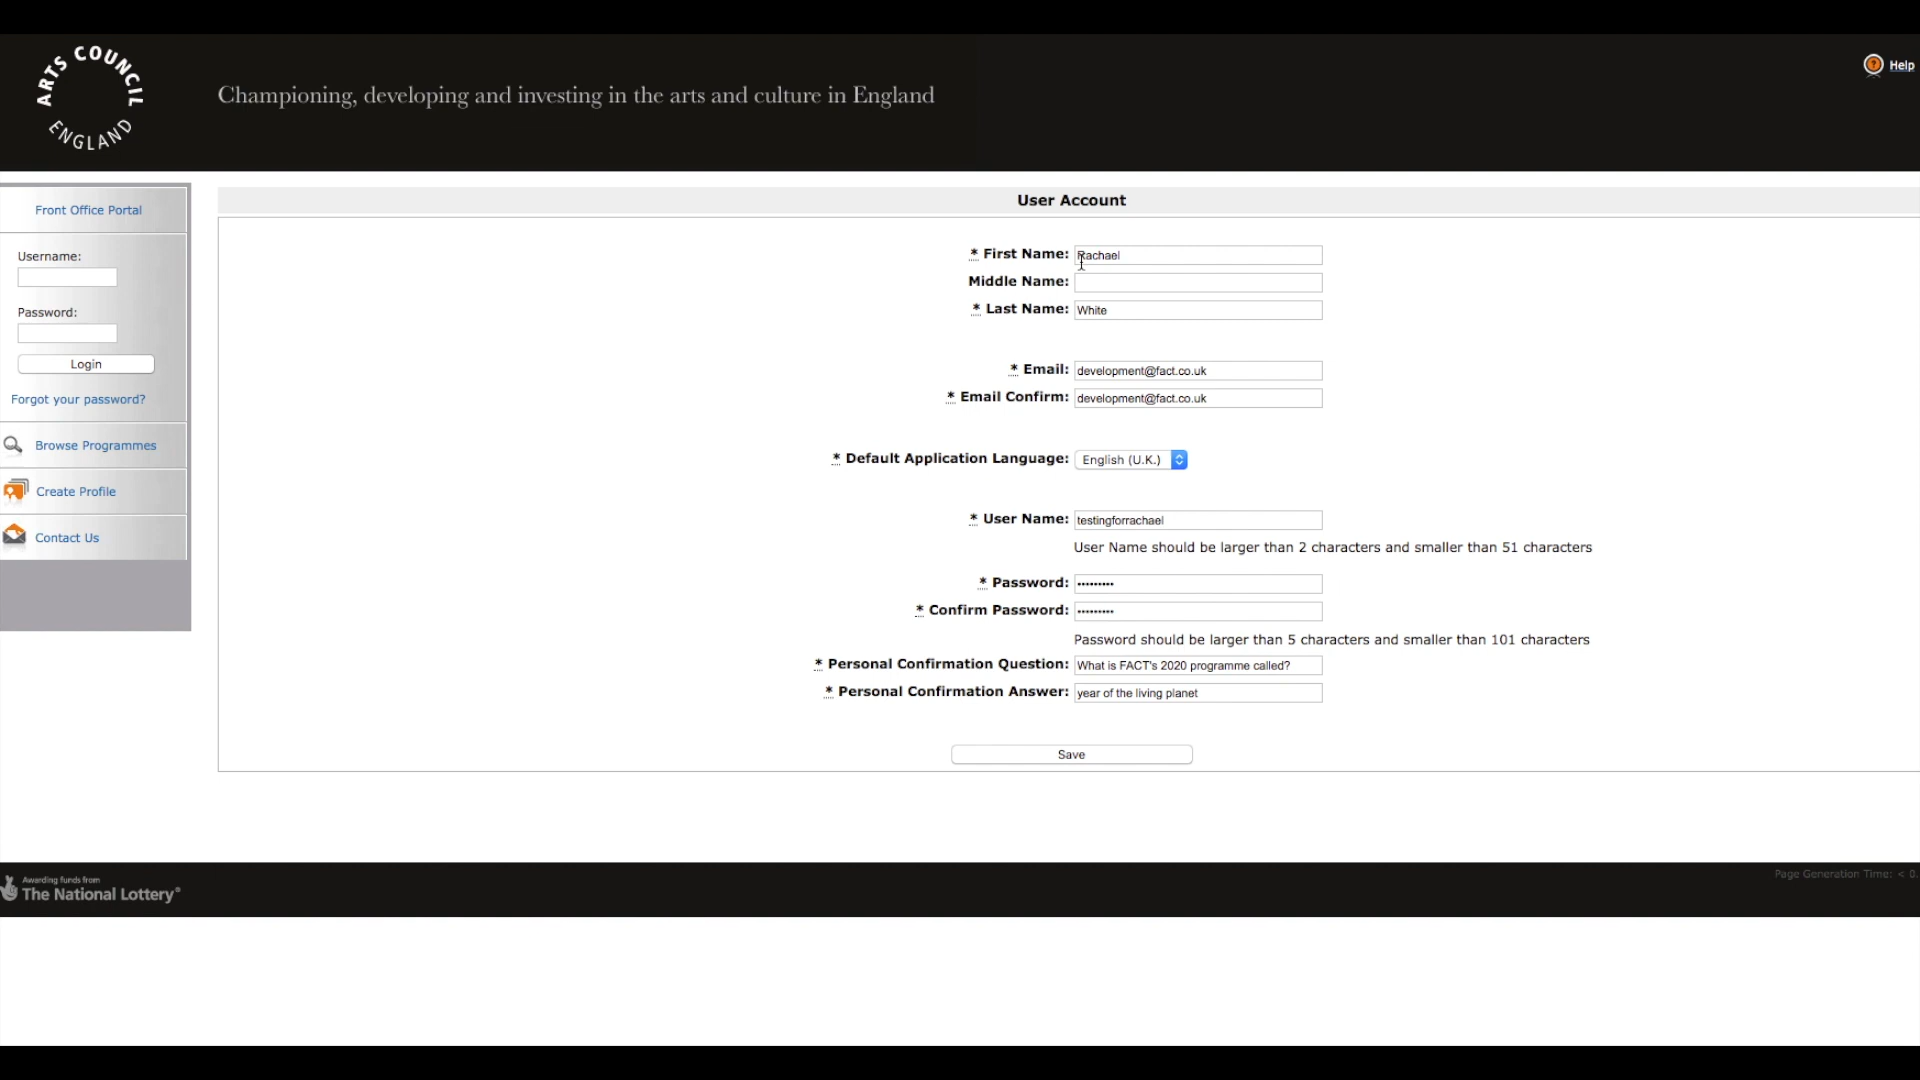 ARTS COUNCIL
ENGLAND
Championing, developing and investing in the arts and culture in England
Help
Front Office Portal
Username:
Password:
Login
Forgot your password?
Browse Programmes
Create Profile
Contact Us
User Account
* First Name: Rachael
Middle Name:
* Last Name: White
* Email: development@fact.co.uk
* Email Confirm: development@fact.co.uk
* Default Application Language: English (U.K.)
* User Name: testingforrachael
User Name should be larger than 2 characters and smaller than 51 characters
* Password: •••••••••
* Confirm Password: •••••••••
Password should be larger than 5 characters and smaller than 101 characters
* Personal Confirmation Question: What is FACT's 2020 programme called?
* Personal Confirmation Answer: year of the living planet
Save
Awarding funds from
The National Lottery®
Page Generation Time: < 0.